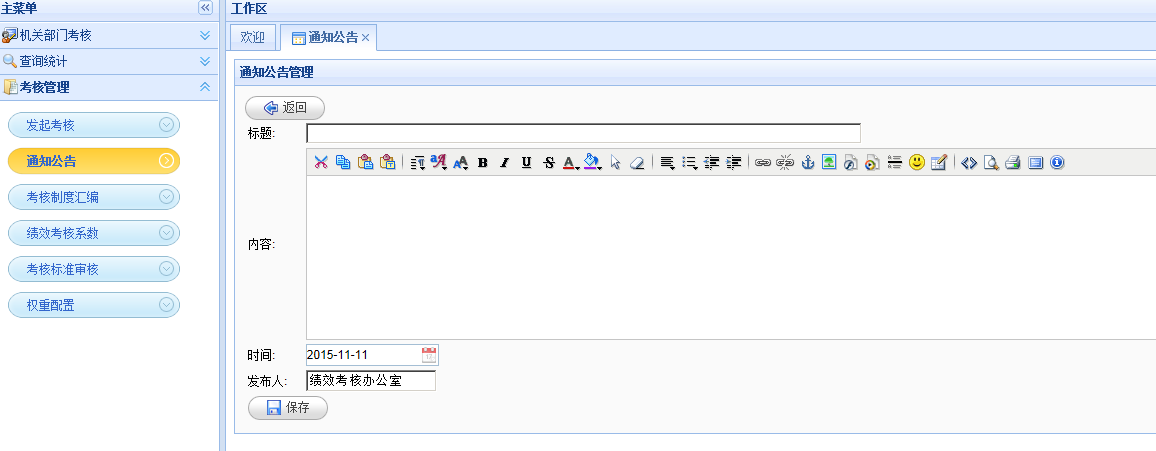 主菜单
机关部门考核
查询统计
考核管理
发起考核
通知公告
考核制度汇编
绩效考核系数
考核标准审核
权重配置
工作区
欢迎 通知公告
通知公告管理
返回
标题:
内容:
时间: 2015-11-11
发布人: 绩效考核办公室
保存